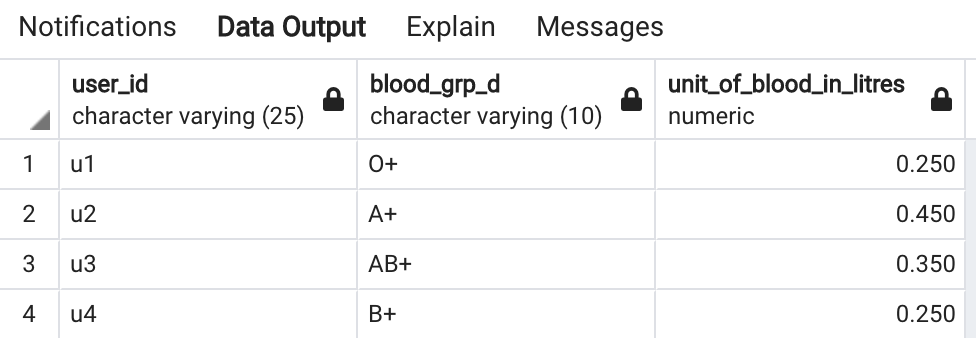 Notifications Data Output Explain Messages
user_id blood_grp_d unit_of_blood_in_litres
character varying (25) character varying (10) numeric
1 u1 O+ 0.250
2 u2 A+ 0.450
3 u3 AB+ 0.350
4 u4 B+ 0.250